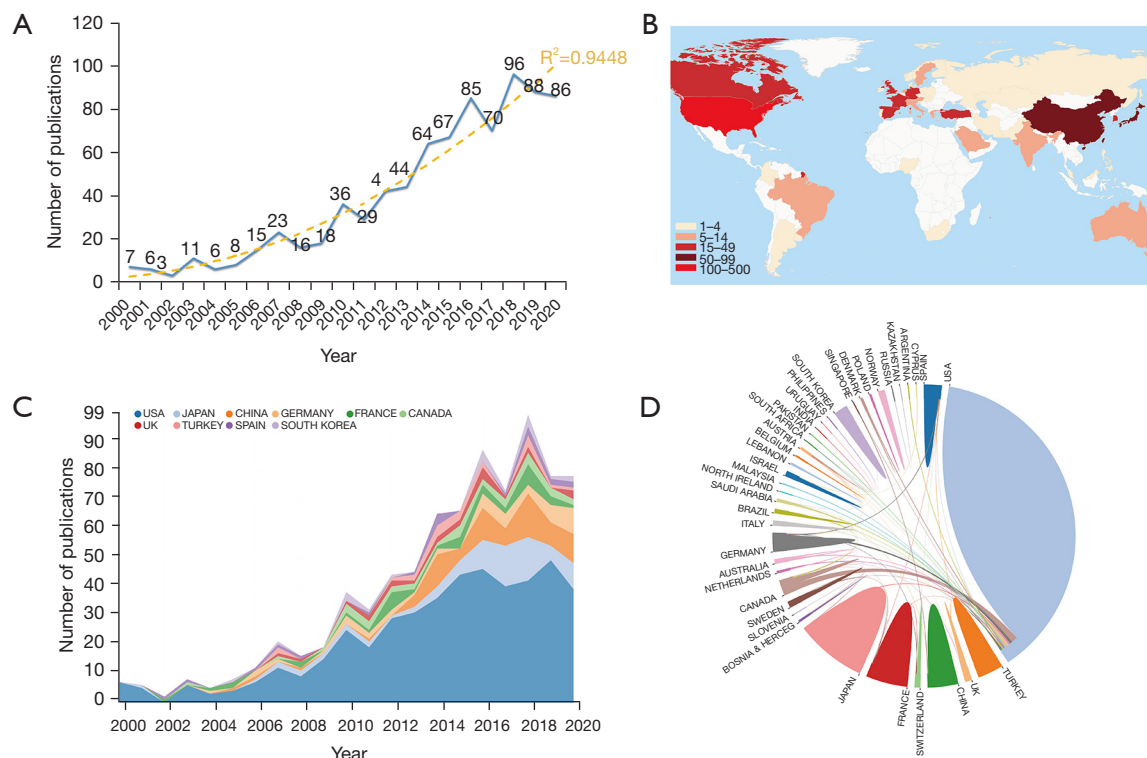 A
120
100
80
60
40
20
0
Number of publications
7
6
3
11
6
8
15
23
16
18
36
29
4
44
64
67
85
70
96
88
86
R²=0.9448
2000
2001
2002
2003
2004
2005
2006
2007
2008
2009
2010
2011
2012
2013
2014
2015
2016
2017
2018
2019
2020
Year
B
1–4
5–14
15–49
50–99
100–500
C
USA JAPAN CHINA GERMANY FRANCE CANADA
UK TURKEY SPAIN SOUTH KOREA
99
90
80
70
60
50
40
30
20
10
0
Number of publications
2000 2002 2004 2006 2008 2010 2012 2014 2016 2018 2020
Year
D
USA
SPAIN
CYPRUS
ARGENTINA
KAZAKHSTAN
RUSSIA
NORWAY
POLAND
DENMARK
SINGAPORE
SOUTH KOREA
PHILIPPINES
URUGUAY
INDIA
PAKISTAN
SOUTH AFRICA
AUSTRIA
BELGIUM
LEBANON
ISRAEL
MALAYSIA
NORTH IRELAND
SAUDI ARABIA
BRAZIL
ITALY
GERMANY
AUSTRALIA
NETHERLANDS
CANADA
SWEDEN
SLOVENIA
BOSNIA & HERCEG
JAPAN
FRANCE
SWITZERLAND
CHINA
UK
TURKEY